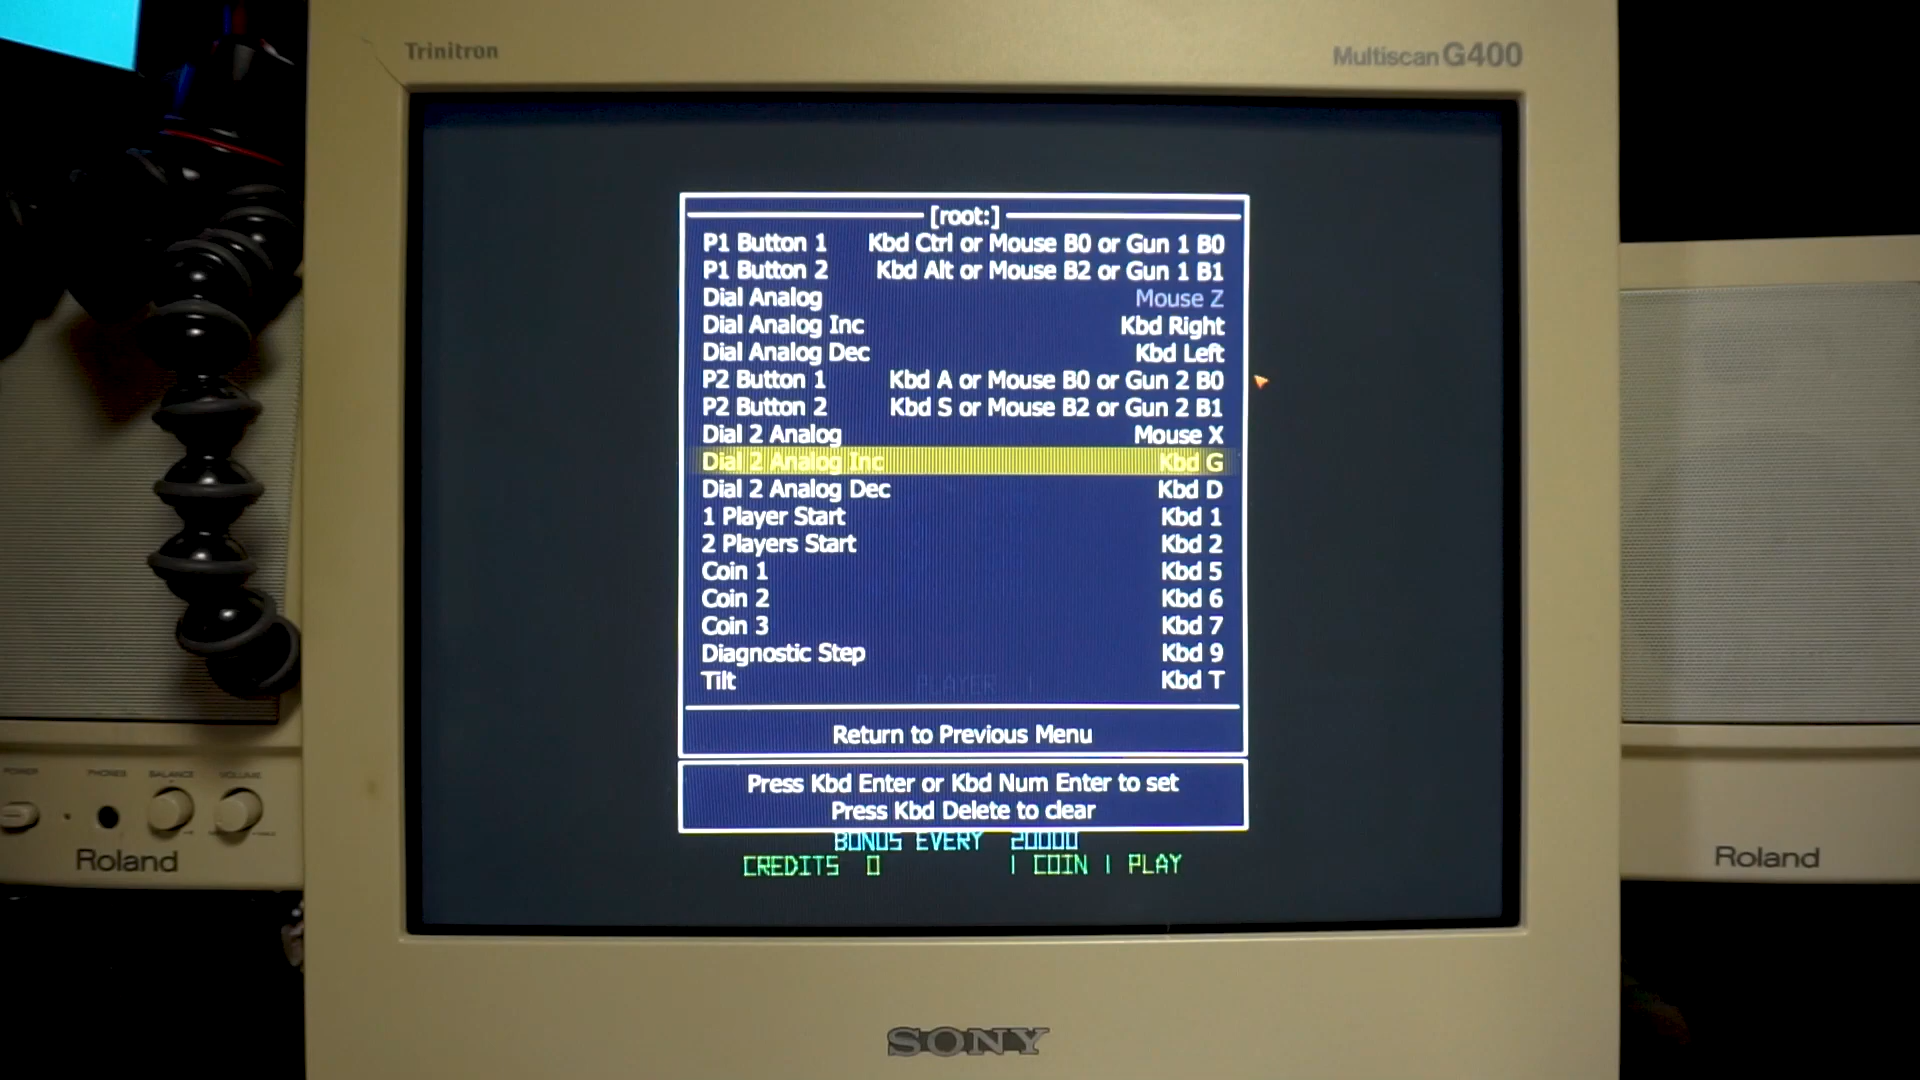 Trinitron
Multiscan G400
[root:]
P1 Button 1 Kbd Ctrl or Mouse B0 or Gun 1 B0
P1 Button 2 Kbd Alt or Mouse B2 or Gun 1 B1
Dial Analog Mouse Z
Dial Analog Inc Kbd Right
Dial Analog Dec Kbd Left
P2 Button 1 Kbd A or Mouse B0 or Gun 2 B0
P2 Button 2 Kbd S or Mouse B2 or Gun 2 B1
Dial 2 Analog Mouse X
Dial 2 Analog Inc Kbd G
Dial 2 Analog Dec Kbd D
1 Player Start Kbd 1
2 Players Start Kbd 2
Coin 1 Kbd 5
Coin 2 Kbd 6
Coin 3 Kbd 7
Diagnostic Step Kbd 9
Tilt Kbd T
PLAYER 1
Return to Previous Menu
Press Kbd Enter or Kbd Num Enter to set
Press Kbd Delete to clear
BONUS EVERY 20000
CREDITS 0 1 COIN 1 PLAY
POWER PHONES BALANCE VOLUME
Roland
Roland
SONY